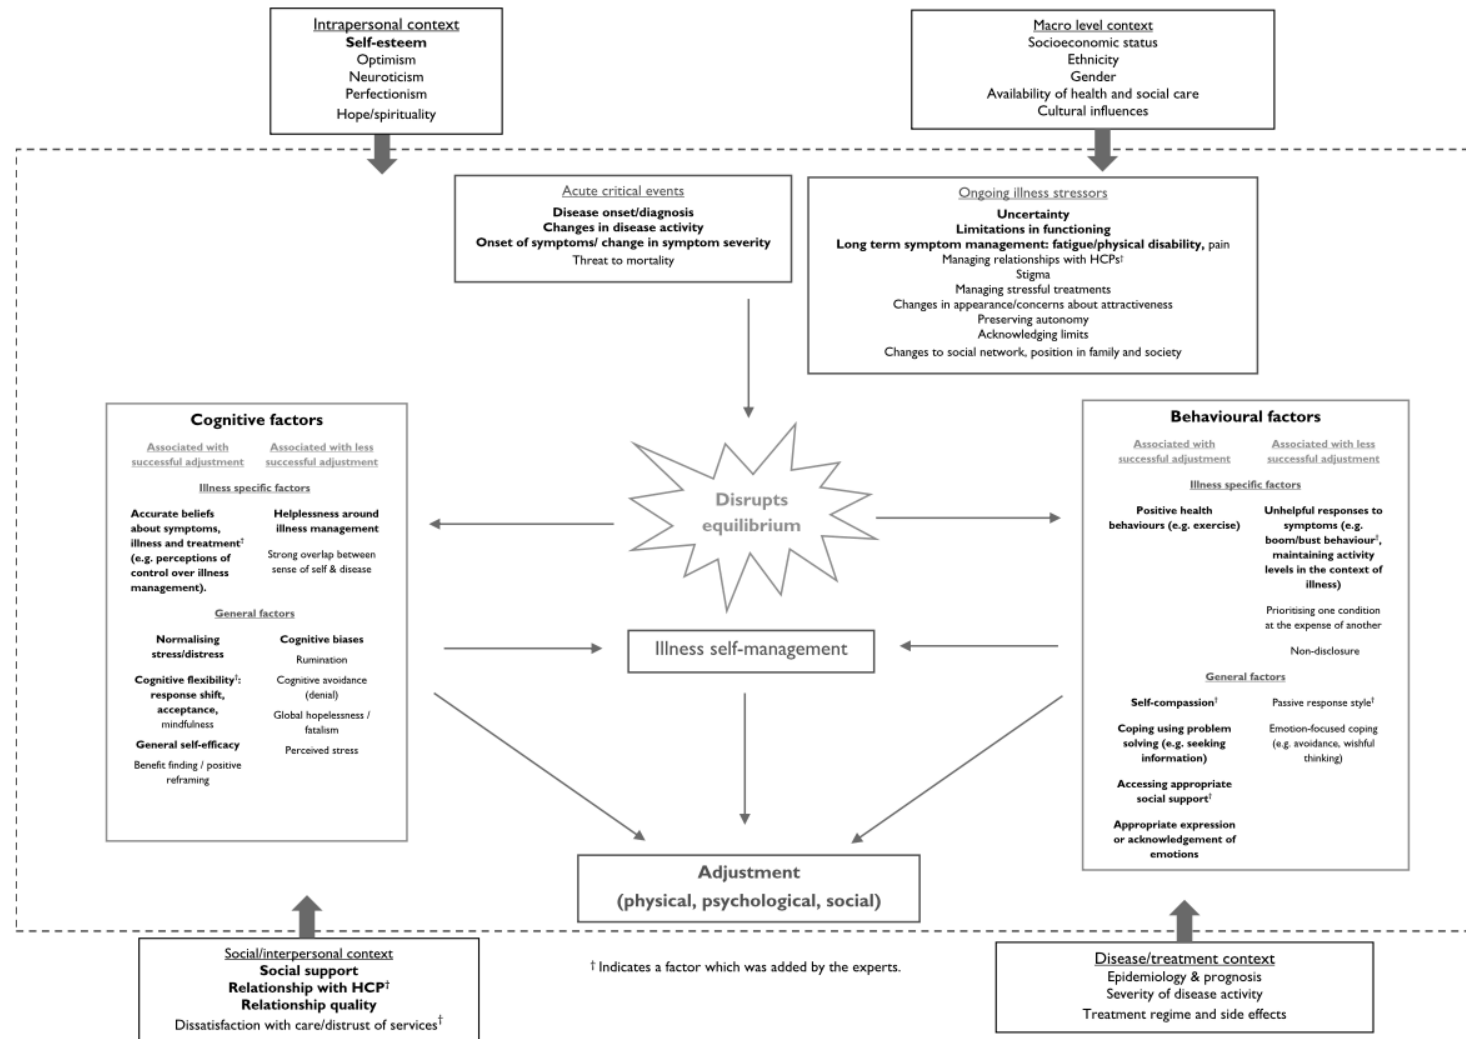 Intrapersonal context
Self-esteem
Optimism
Neuroticism
Perfectionism
Hope/spirituality
Macro level context
Socioeconomic status
Ethnicity
Gender
Availability of health and social care
Cultural influences
Acute critical events
Disease onset/diagnosis
Changes in disease activity
Onset of symptoms/ change in symptom severity
Threat to mortality
Ongoing illness stressors
Uncertainty
Limitations in functioning
Long term symptom management: fatigue/physical disability, pain
Managing relationships with HCPs†
Stigma
Managing stressful treatments
Changes in appearance/concerns about attractiveness
Preserving autonomy
Acknowledging limits
Changes to social network, position in family and society
Cognitive factors
Associated with
successful adjustment
Associated with less
successful adjustment
Illness specific factors
Accurate beliefs
about symptoms,
illness and treatment†
(e.g. perceptions of
control over illness
management).
Helplessness around
illness management
Strong overlap between
sense of self & disease
General factors
Normalising
stress/distress
Cognitive flexibility†:
response shift,
acceptance,
mindfulness
General self-efficacy
Benefit finding / positive
reframing
Cognitive biases
Rumination
Cognitive avoidance
(denial)
Global hopelessness /
fatalism
Perceived stress
Disrupts
equilibrium
Illness self-management
Adjustment
(physical, psychological, social)
Behavioural factors
Associated with
successful adjustment
Associated with less
successful adjustment
Illness specific factors
Positive health
behaviours (e.g. exercise)
Unhelpful responses to
symptoms (e.g.
boom/bust behaviour†,
maintaining activity
levels in the context of
illness)
Prioritising one condition
at the expense of another
Non-disclosure
General factors
Self-compassion†
Coping using problem
solving (e.g. seeking
information)
Accessing appropriate
social support†
Appropriate expression
or acknowledgement of
emotions
Passive response style†
Emotion-focused coping
(e.g. avoidance, wishful
thinking)
Social/interpersonal context
Social support
Relationship with HCP†
Relationship quality
Dissatisfaction with care/distrust of services†
† Indicates a factor which was added by the experts.
Disease/treatment context
Epidemiology & prognosis
Severity of disease activity
Treatment regime and side effects